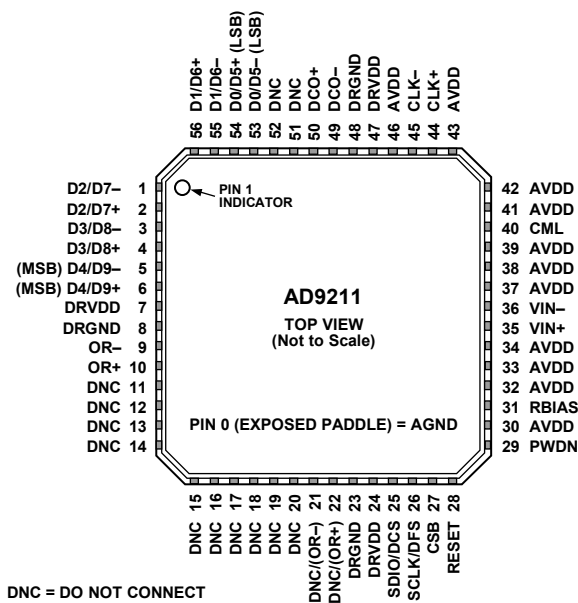 56 D1/D6+
55 D1/D6–
54 D0/D5+ (LSB)
53 D0/D5– (LSB)
52 DNC
51 DNC
50 DCO+
49 DCO–
48 DRGND
47 DRVDD
46 AVDD
45 CLK–
44 CLK+
43 AVDD
D2/D7– 1
D2/D7+ 2
D3/D8– 3
D3/D8+ 4
(MSB) D4/D9– 5
(MSB) D4/D9+ 6
DRVDD 7
DRGND 8
OR– 9
OR+ 10
DNC 11
DNC 12
DNC 13
DNC 14
PIN 1
INDICATOR
AD9211
TOP VIEW
(Not to Scale)
PIN 0 (EXPOSED PADDLE) = AGND
42 AVDD
41 AVDD
40 CML
39 AVDD
38 AVDD
37 AVDD
36 VIN–
35 VIN+
34 AVDD
33 AVDD
32 AVDD
31 RBIAS
30 AVDD
29 PWDN
DNC 15
DNC 16
DNC 17
DNC 18
DNC 19
DNC 20
DNC/(OR–) 21
DNC/(OR+) 22
DRGND 23
DRVDD 24
SDIO/DCS 25
SCLK/DFS 26
CSB 27
RESET 28
DNC = DO NOT CONNECT